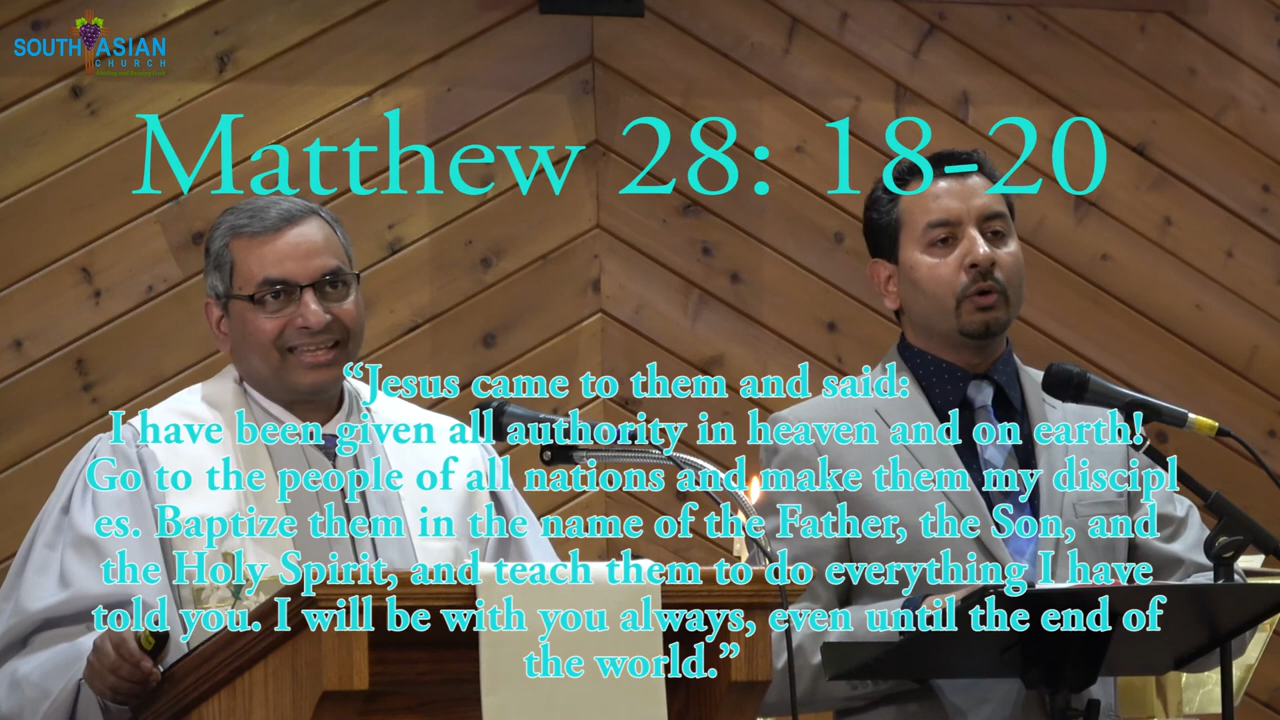 SOUTH ASIAN
CHURCH
Matthew 28: 18-20
“Jesus came to them and said:
I have been given all authority in heaven and on earth!
Go to the people of all nations and make them my discipl
es. Baptize them in the name of the Father, the Son, and
the Holy Spirit, and teach them to do everything I have
told you. I will be with you always, even until the end of
the world.”